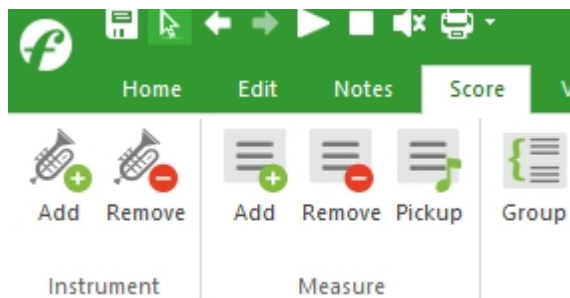 Home Edit Notes Score
Add Remove Add Remove Pickup Group
Instrument Measure